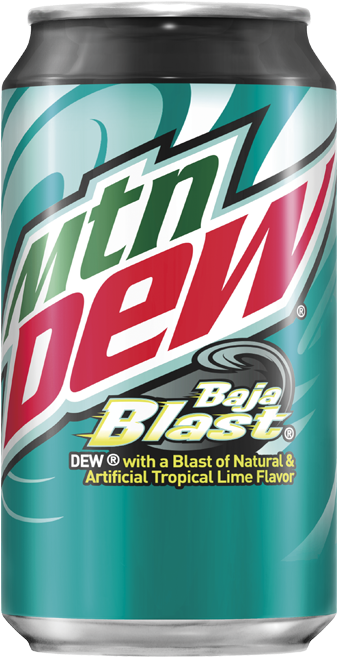 Mtn
Dew®
Baja
Blast®
DEW ® with a Blast of Natural &
Artificial Tropical Lime Flavor